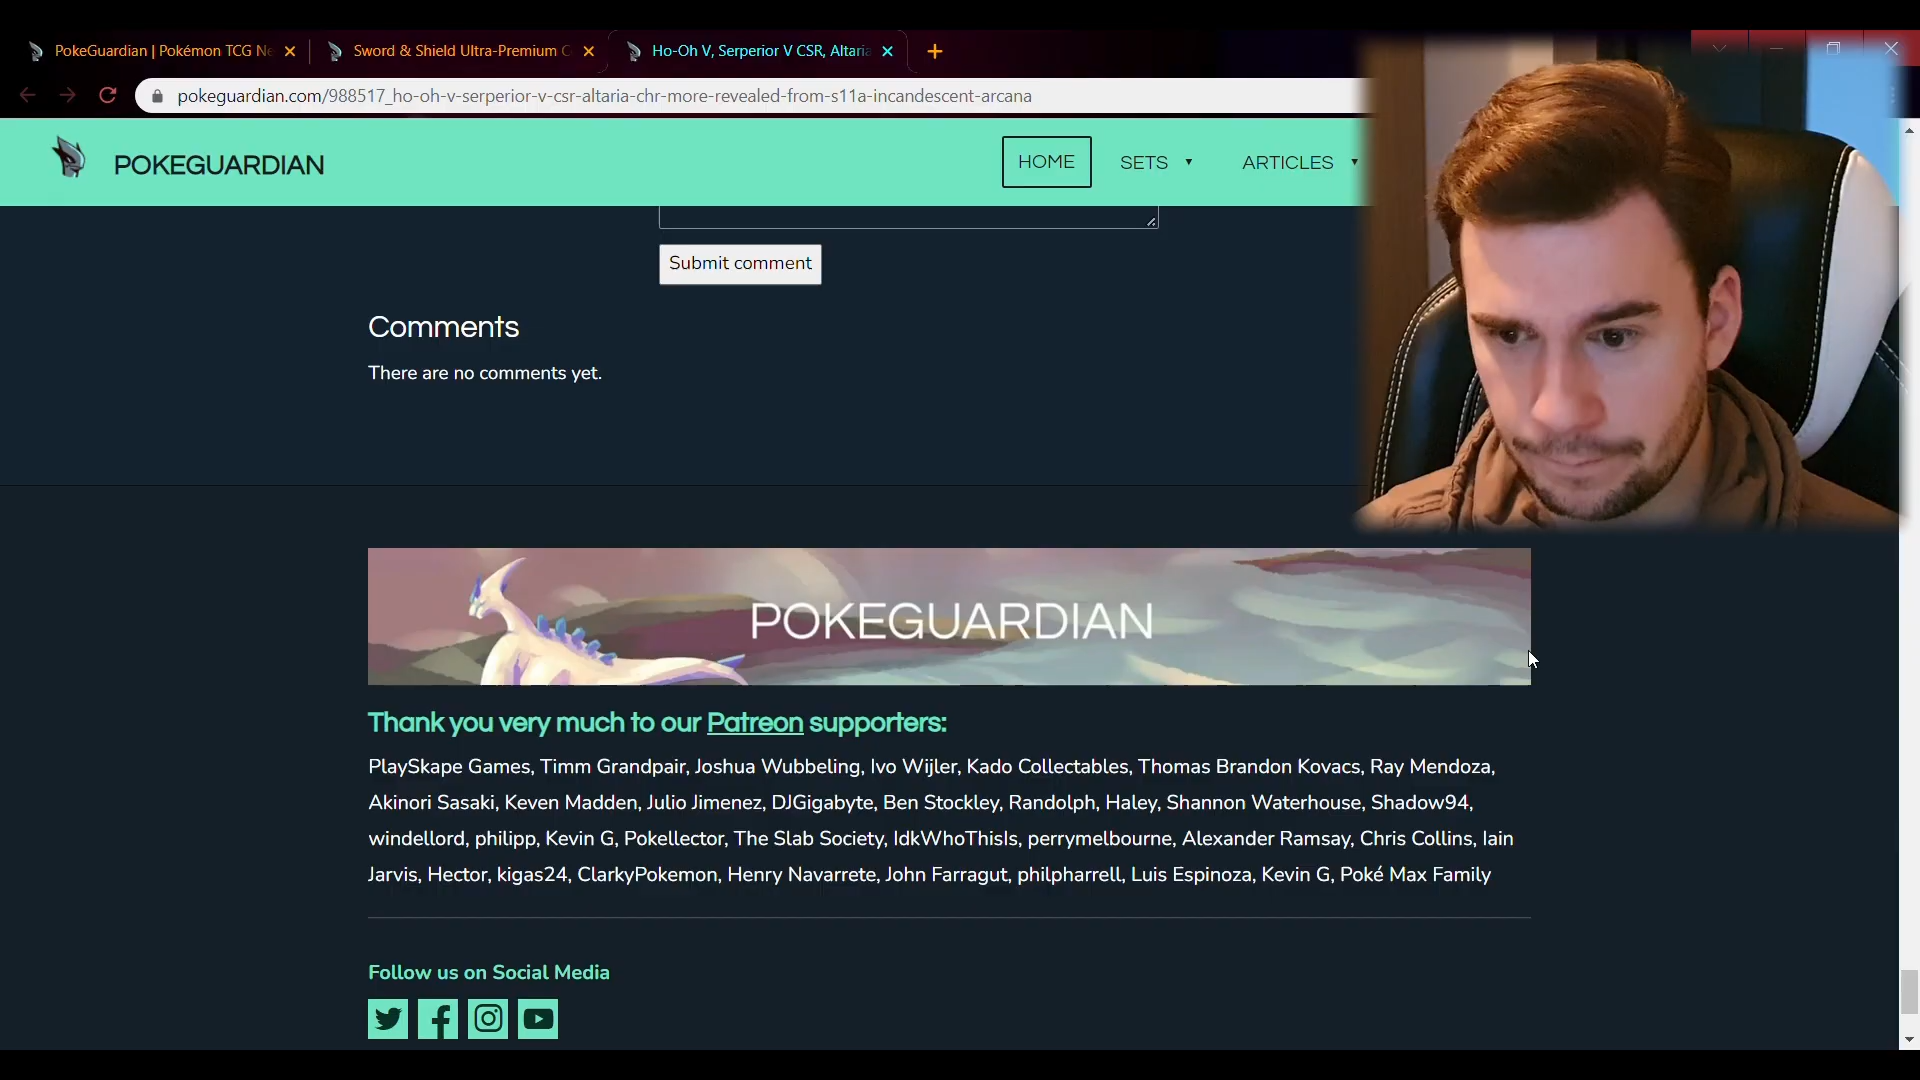 PokeGuardian | Pokémon TCG Ne
Sword & Shield Ultra-Premium C
Ho-Oh V, Serperior V CSR, Altaria
pokeguardian.com/988517_ho-oh-v-serperior-v-csr-altaria-chr-more-revealed-from-s11a-incandescent-arcana
POKEGUARDIAN
HOME
SETS
ARTICLES
Submit comment
Comments
There are no comments yet.
POKEGUARDIAN
Thank you very much to our Patreon supporters:
PlaySkape Games, Timm Grandpair, Joshua Wubbeling, Ivo Wijler, Kado Collectables, Thomas Brandon Kovacs, Ray Mendoza,
Akinori Sasaki, Keven Madden, Julio Jimenez, DJGigabyte, Ben Stockley, Randolph, Haley, Shannon Waterhouse, Shadow94,
windellord, philipp, Kevin G, Pokellector, The Slab Society, IdkWhoThisIs, perrymelbourne, Alexander Ramsay, Chris Collins, Iain
Jarvis, Hector, kigas24, ClarkyPokemon, Henry Navarrete, John Farragut, philpharrell, Luis Espinoza, Kevin G, Poké Max Family
Follow us on Social Media